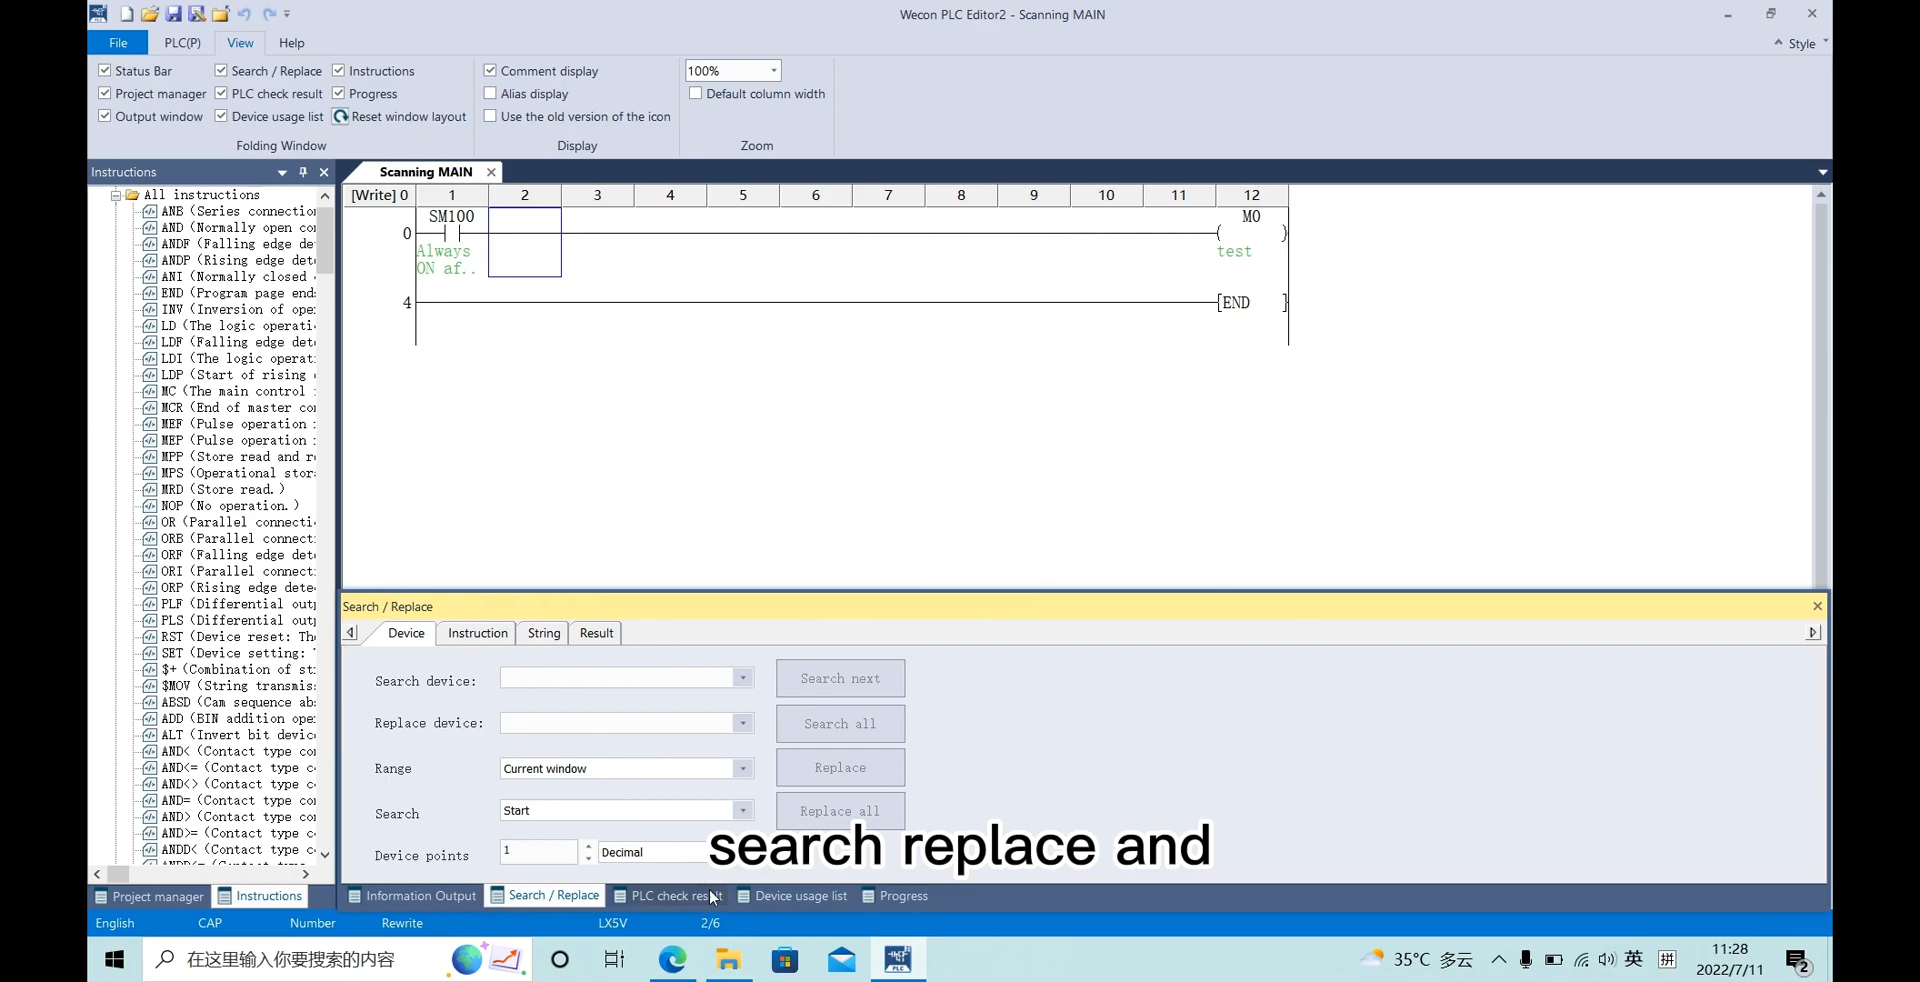 Wecon PLC Editor2 - Scanning MAIN
File PLC(P) View Help Style
Status Bar Search / Replace Instructions Comment display 100%
Project manager PLC check result Progress Alias display Default column width
Output window Device usage list Reset window layout Use the old version of the icon
Folding Window Display Zoom
Instructions
Scanning MAIN
[Write] 0 1 2 3 4 5 6 7 8 9 10 11 12
SM100 M0
0
Always test
ON af..
4 [END ]
All instructions
ANB (Series connection
AND (Normally open co
ANDF (Falling edge de
ANDP (Rising edge det
ANI (Normally closed
END (Program page end
INV (Inversion of ope
LD (The logic operati
LDF (Falling edge det
LDI (The logic operat
LDP (Start of rising
MC (The main control
MCR (End of master co
MEF (Pulse operation
MEP (Pulse operation
MPP (Store read and r
MPS (Operational stor
MRD (Store read.)
NOP (No operation.)
OR (Parallel connecti
ORB (Parallel connect
ORF (Falling edge det
ORI (Parallel connect
ORP (Rising edge dete
PLF (Differential out
PLS (Differential out
RST (Device reset: Th
SET (Device setting:
$+ (Combination of st
$MOV (String transmis
ABSD (Cam sequence ab
ADD (BIN addition ope
ALT (Invert bit devic
AND< (Contact type co
AND<= (Contact type c
AND<> (Contact type c
AND= (Contact type co
AND> (Contact type co
AND>= (Contact type c
ANDD< (Contact type c
Project manager Instructions
Search / Replace
Device Instruction String Result
Search device: Search next
Replace device: Search all
Range Current window Replace
Search Start Replace all
Device points 1 Decimal
search replace and
Information Output Search / Replace PLC check result Device usage list Progress
English CAP Number Rewrite LX5V 2/6
在这里输入你要搜索的内容 35°C 多云 英 拼 11:28
2022/7/11 2